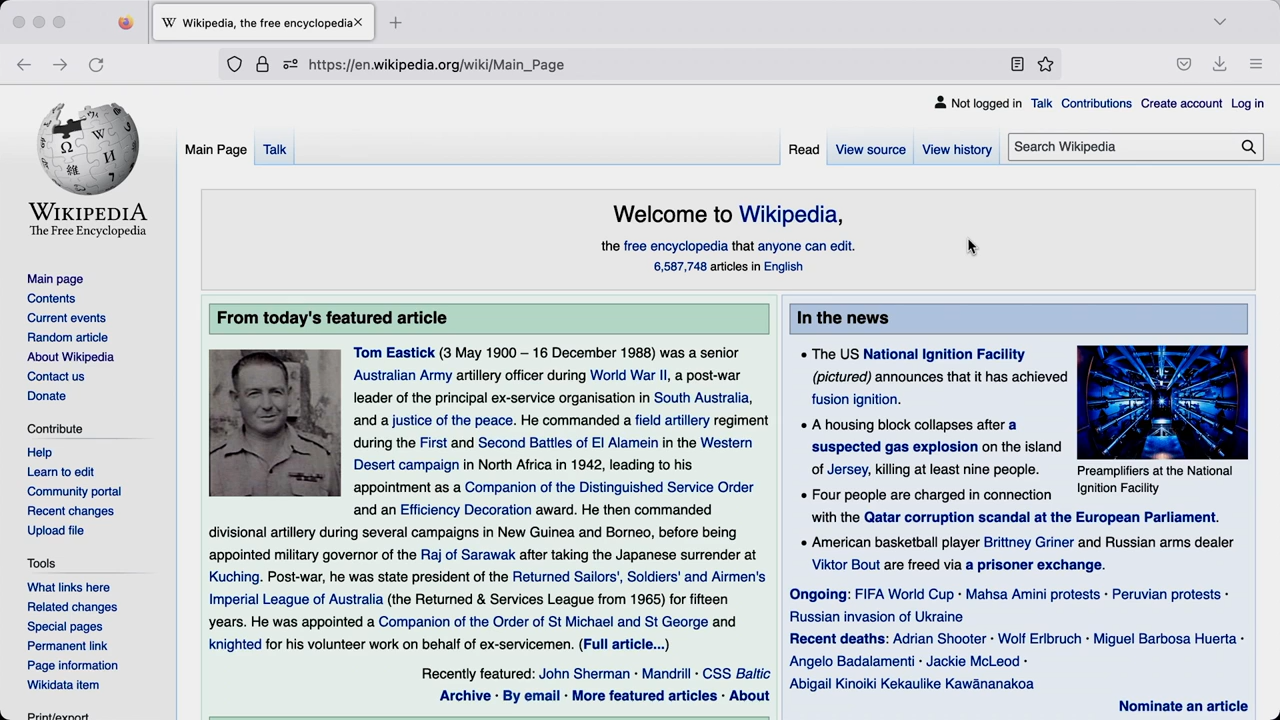 Wikipedia, the free encyclopedia
https://en.wikipedia.org/wiki/Main_Page
Not logged in Talk Contributions Create account Log in
Main Page Talk Read View source View history Search Wikipedia
WIKIPEDIA
The Free Encyclopedia
Main page
Contents
Current events
Random article
About Wikipedia
Contact us
Donate
Contribute
Help
Learn to edit
Community portal
Recent changes
Upload file
Tools
What links here
Related changes
Special pages
Permanent link
Page information
Wikidata item
Print/export
Welcome to Wikipedia,
the free encyclopedia that anyone can edit.
6,587,748 articles in English
From today's featured article
Tom Eastick (3 May 1900 – 16 December 1988) was a senior
Australian Army artillery officer during World War II, a post-war
leader of the principal ex-service organisation in South Australia,
and a justice of the peace. He commanded a field artillery regiment
during the First and Second Battles of El Alamein in the Western
Desert campaign in North Africa in 1942, leading to his
appointment as a Companion of the Distinguished Service Order
and an Efficiency Decoration award. He then commanded
divisional artillery during several campaigns in New Guinea and Borneo, before being
appointed military governor of the Raj of Sarawak after taking the Japanese surrender at
Kuching. Post-war, he was state president of the Returned Sailors', Soldiers' and Airmen's
Imperial League of Australia (the Returned & Services League from 1965) for fifteen
years. He was appointed a Companion of the Order of St Michael and St George and
knighted for his volunteer work on behalf of ex-servicemen. (Full article...)
Recently featured: John Sherman · Mandrill · CSS Baltic
Archive · By email · More featured articles · About
In the news
• The US National Ignition Facility
(pictured) announces that it has achieved
fusion ignition.
• A housing block collapses after a
suspected gas explosion on the island
of Jersey, killing at least nine people.
Preamplifiers at the National
Ignition Facility
• Four people are charged in connection
with the Qatar corruption scandal at the European Parliament.
• American basketball player Brittney Griner and Russian arms dealer
Viktor Bout are freed via a prisoner exchange.
Ongoing: FIFA World Cup · Mahsa Amini protests · Peruvian protests ·
Russian invasion of Ukraine
Recent deaths: Adrian Shooter · Wolf Erlbruch · Miguel Barbosa Huerta ·
Angelo Badalamenti · Jackie McLeod ·
Abigail Kinoiki Kekaulike Kawānanakoa
Nominate an article